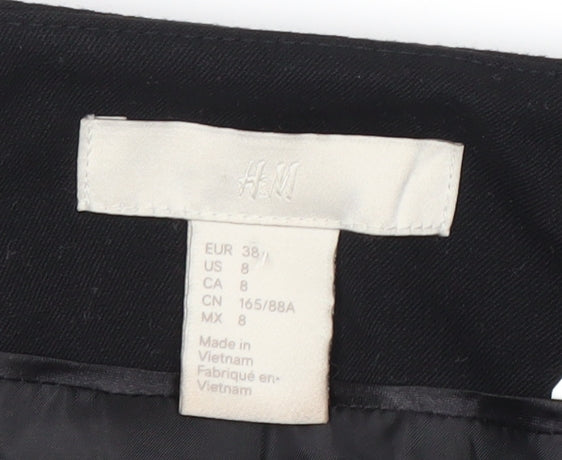 H&M
EUR 38
US 8
CA 8
CN 165/88A
MX 8
Made in
Vietnam
Fabriqué en
Vietnam